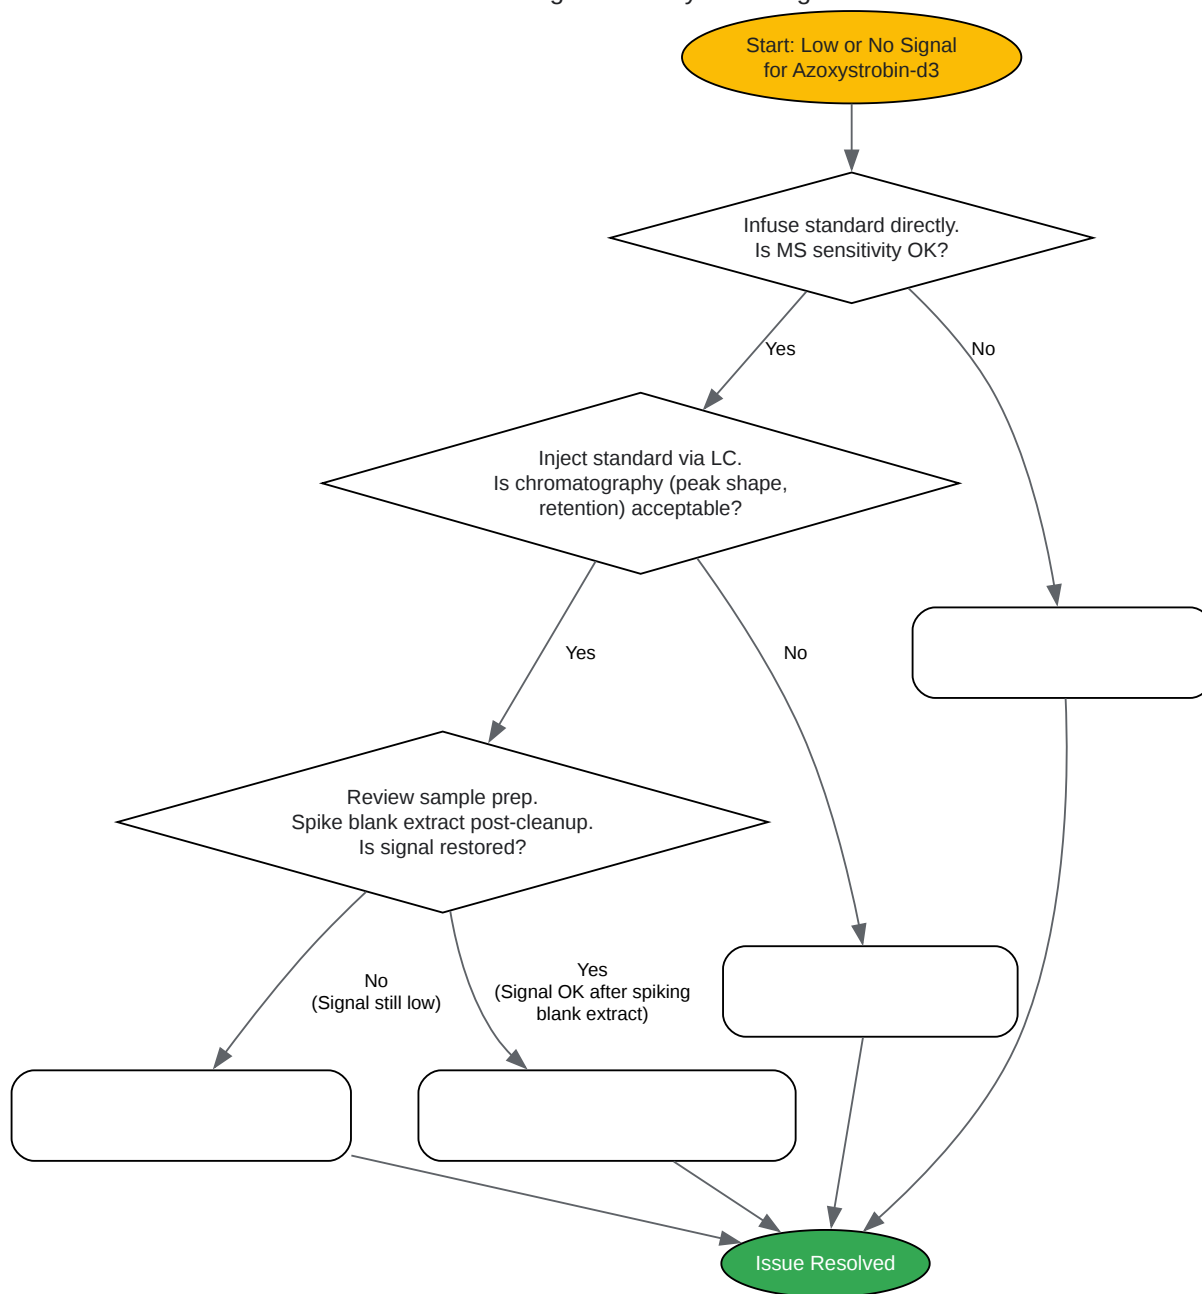 Start: Low or No Signal
for Azoxystrobin-d3
Infuse standard directly.
Is MS sensitivity OK?
Yes
No
Inject standard via LC.
Is chromatography (peak shape,
retention) acceptable?
Yes
No
Review sample prep.
Spike blank extract post-cleanup.
Is signal restored?
No
(Signal still low)
Yes
(Signal OK after spiking
blank extract)
Issue Resolved